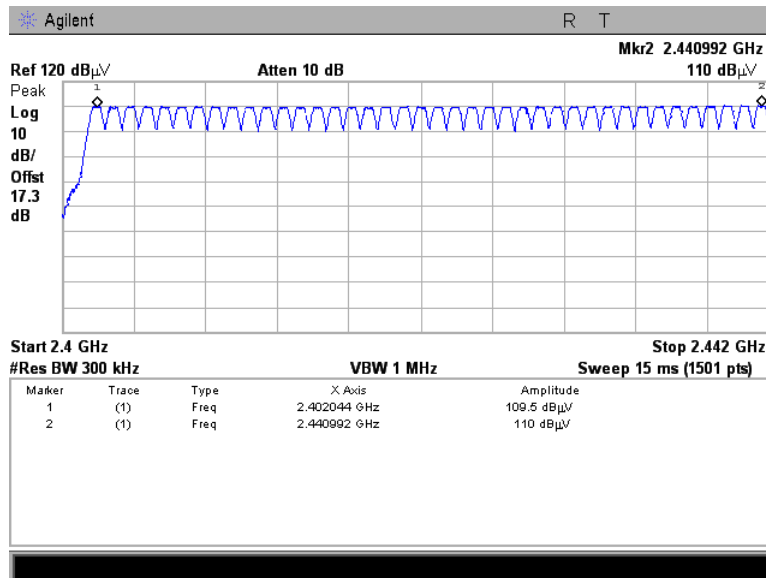 Agilent R T
Mkr2 2.440992 GHz
Ref 120 dBµV Atten 10 dB 110 dBµV
Peak
Log
10
dB/
Offst
17.3
dB
1
2
Start 2.4 GHz Stop 2.442 GHz
#Res BW 300 kHz VBW 1 MHz Sweep 15 ms (1501 pts)
Marker Trace Type X Axis Amplitude
1 (1) Freq 2.402044 GHz 109.5 dBµV
2 (1) Freq 2.440992 GHz 110 dBµV